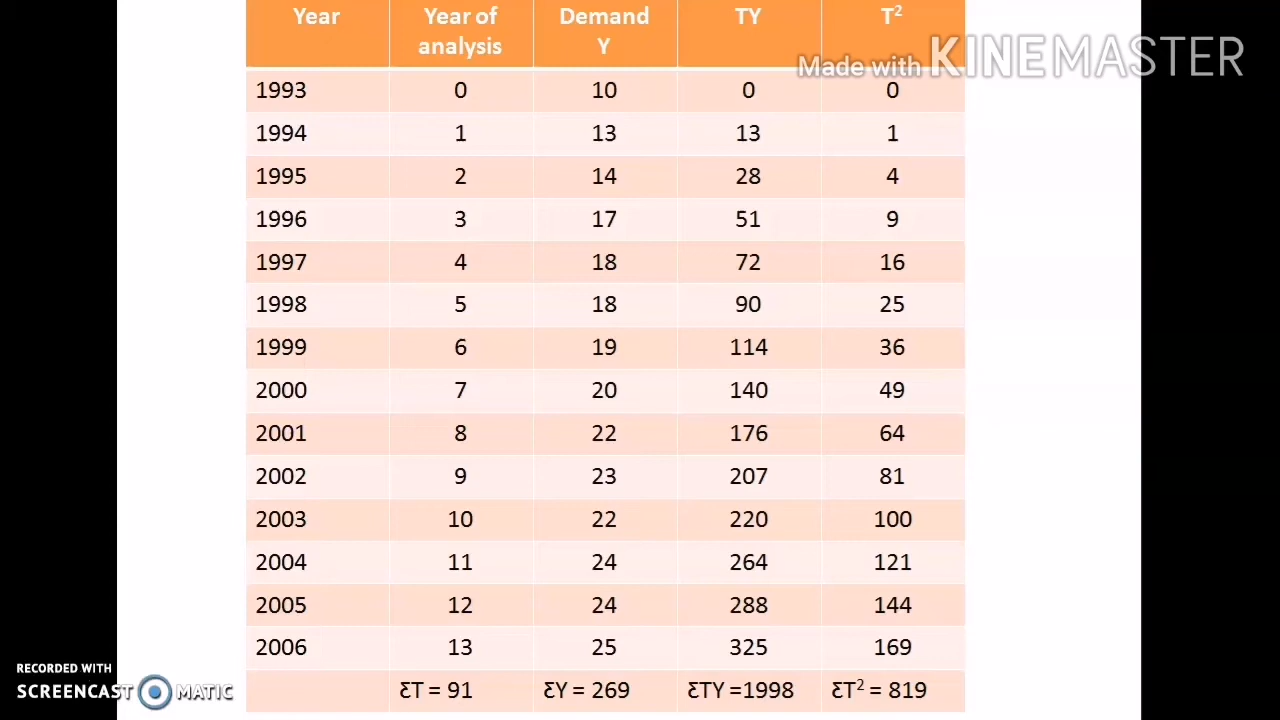 Year Year of analysis Demand Y TY T²
Made with KINEMASTER
1993 0 10 0 0
1994 1 13 13 1
1995 2 14 28 4
1996 3 17 51 9
1997 4 18 72 16
1998 5 18 90 25
1999 6 19 114 36
2000 7 20 140 49
2001 8 22 176 64
2002 9 23 207 81
2003 10 22 220 100
2004 11 24 264 121
2005 12 24 288 144
2006 13 25 325 169
ƸT = 91 ƸY = 269 ƸTY =1998 ƸT² = 819
RECORDED WITH
SCREENCAST MATIC